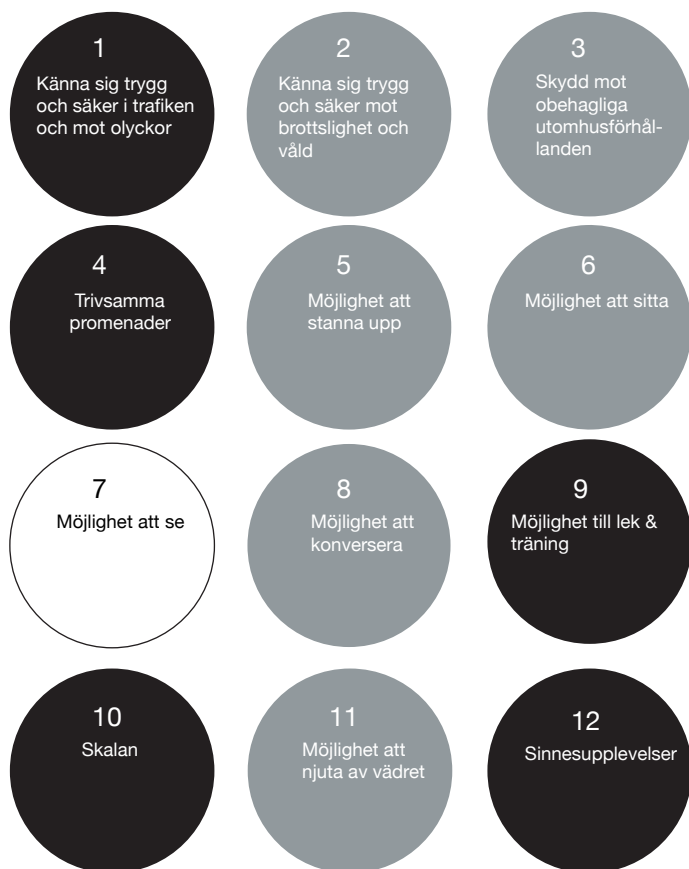 1
Känna sig trygg
och säker i trafiken
och mot olyckor
2
Känna sig trygg
och säker mot
brottslighet och
våld
3
Skydd mot
obehagliga
utomhusförhål-
landen
4
Trivsamma
promenader
5
Möjlighet att
stanna upp
6
Möjlighet att sitta
7
Möjlighet att se
8
Möjlighet att
konversera
9
Möjlighet till lek &
träning
10
Skalan
11
Möjlighet att
njuta av vädret
12
Sinnesupplevelser